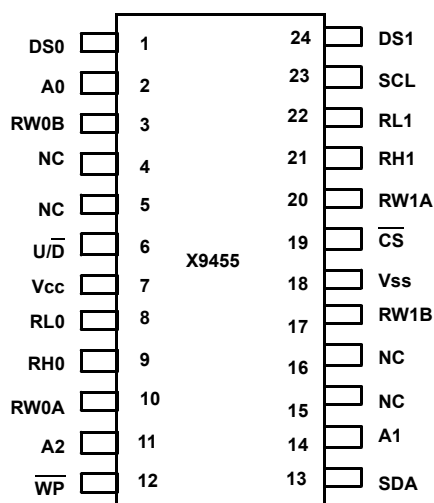 DS0 1 24 DS1
A0 2 23 SCL
RW0B 3 22 RL1
NC 4 21 RH1
NC 5 20 RW1A
U/D̅ 6 19 C̅S̅
X9455
Vcc 7 18 Vss
RL0 8 17 RW1B
RH0 9 16 NC
RW0A 10 15 NC
A2 11 14 A1
W̅P̅ 12 13 SDA